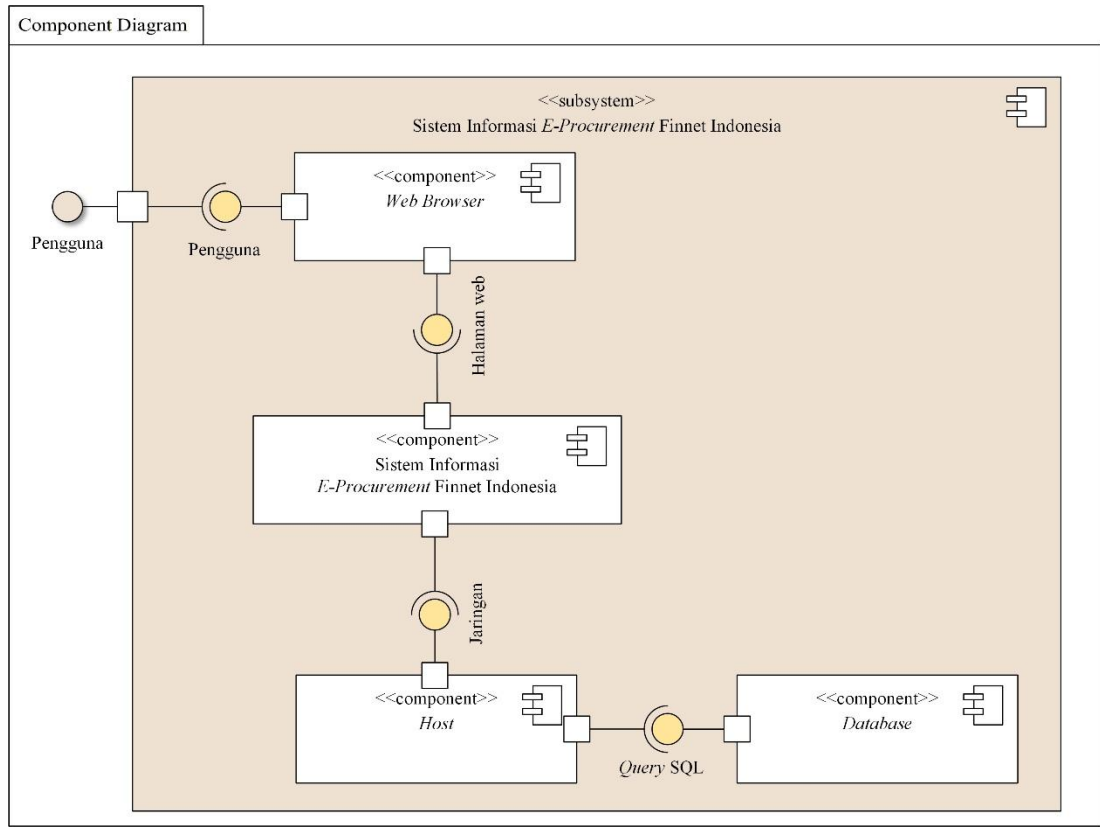 Component Diagram
<<subsystem>>
Sistem Informasi E-Procurement Finnet Indonesia
<<component>>
Web Browser
Pengguna
Pengguna
Halaman web
<<component>>
Sistem Informasi
E-Procurement Finnet Indonesia
Jaringan
<<component>>
Host
<<component>>
Database
Query SQL